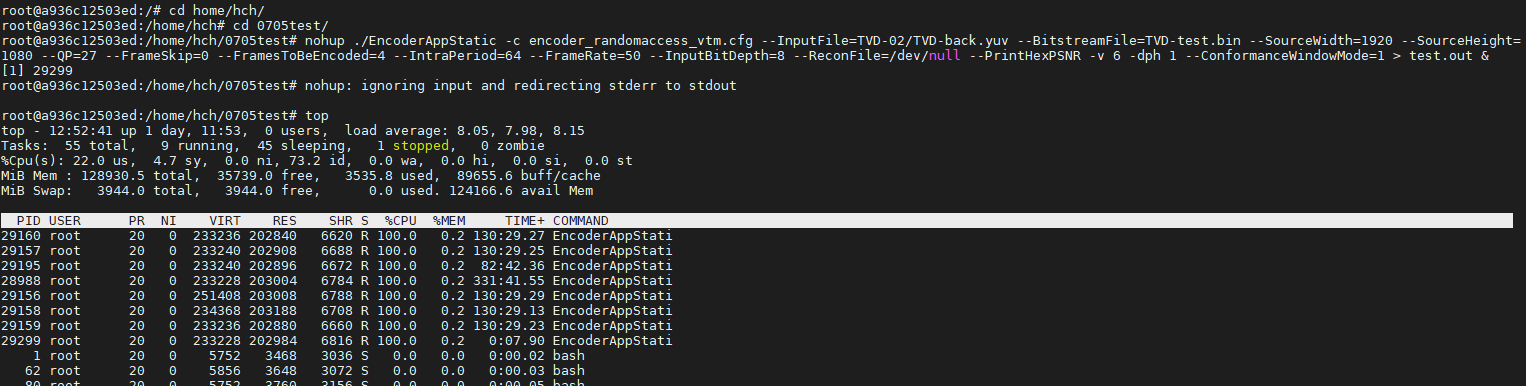 root@a936c12503ed:/# cd home/hch/
root@a936c12503ed:/home/hch# cd 0705test/
root@a936c12503ed:/home/hch/0705test# nohup ./EncoderAppStatic -c encoder_randomaccess_vtm.cfg --InputFile=TVD-02/TVD-back.yuv --BitstreamFile=TVD-test.bin --SourceWidth=1920 --SourceHeight=
1080 --QP=27 --FrameSkip=0 --FramesToBeEncoded=4 --IntraPeriod=64 --FrameRate=50 --InputBitDepth=8 --ReconFile=/dev/null --PrintHexPSNR -v 6 -dph 1 --ConformanceWindowMode=1 > test.out &
[1] 29299
root@a936c12503ed:/home/hch/0705test# nohup: ignoring input and redirecting stderr to stdout
root@a936c12503ed:/home/hch/0705test# top
top - 12:52:41 up 1 day, 11:53,  0 users,  load average: 8.05, 7.98, 8.15
Tasks:  55 total,   9 running,  45 sleeping,   1 stopped,   0 zombie
%Cpu(s): 22.0 us,  4.7 sy,  0.0 ni, 73.2 id,  0.0 wa,  0.0 hi,  0.0 si,  0.0 st
MiB Mem : 128930.5 total,  35739.0 free,   3535.8 used,  89655.6 buff/cache
MiB Swap:   3944.0 total,   3944.0 free,      0.0 used. 124166.6 avail Mem
  PID USER      PR  NI    VIRT    RES    SHR S  %CPU  %MEM     TIME+ COMMAND
29160 root      20   0  233236 202840   6620 R 100.0   0.2 130:29.27 EncoderAppStati
29157 root      20   0  233240 202908   6688 R 100.0   0.2 130:29.25 EncoderAppStati
29195 root      20   0  233240 202896   6672 R 100.0   0.2  82:42.36 EncoderAppStati
28988 root      20   0  233228 203004   6784 R 100.0   0.2 331:41.55 EncoderAppStati
29156 root      20   0  251408 203008   6788 R 100.0   0.2 130:29.29 EncoderAppStati
29158 root      20   0  234368 203188   6708 R 100.0   0.2 130:29.13 EncoderAppStati
29159 root      20   0  233236 202880   6660 R 100.0   0.2 130:29.23 EncoderAppStati
29299 root      20   0  233228 202984   6816 R 100.0   0.2   0:07.90 EncoderAppStati
    1 root      20   0    5752   3468   3036 S   0.0   0.0   0:00.02 bash
   62 root      20   0    5856   3648   3072 S   0.0   0.0   0:00.03 bash
   80 root      20   0    5752   3760   3156 S   0.0   0.0   0:00.05 bash